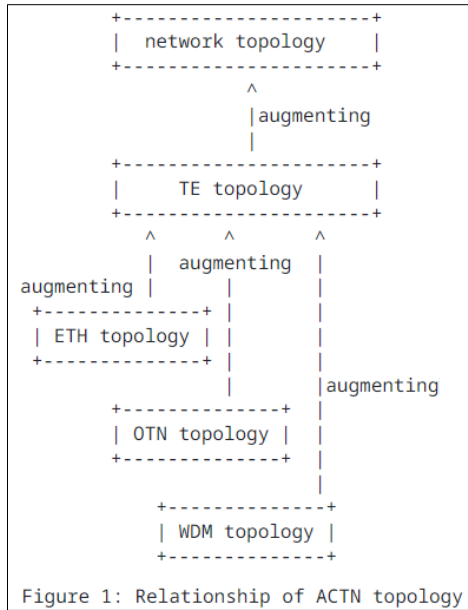 +----------------------+
| network topology |
+----------------------+
^
|augmenting
|
+----------------------+
| TE topology |
+----------------------+
^ ^ ^
| augmenting |
augmenting | | |
+--------------+ | |
| ETH topology | | |
+--------------+ | |
| |augmenting
+--------------+ |
| OTN topology | |
+--------------+ |
|
+--------------+
| WDM topology |
+--------------+
Figure 1: Relationship of ACTN topology